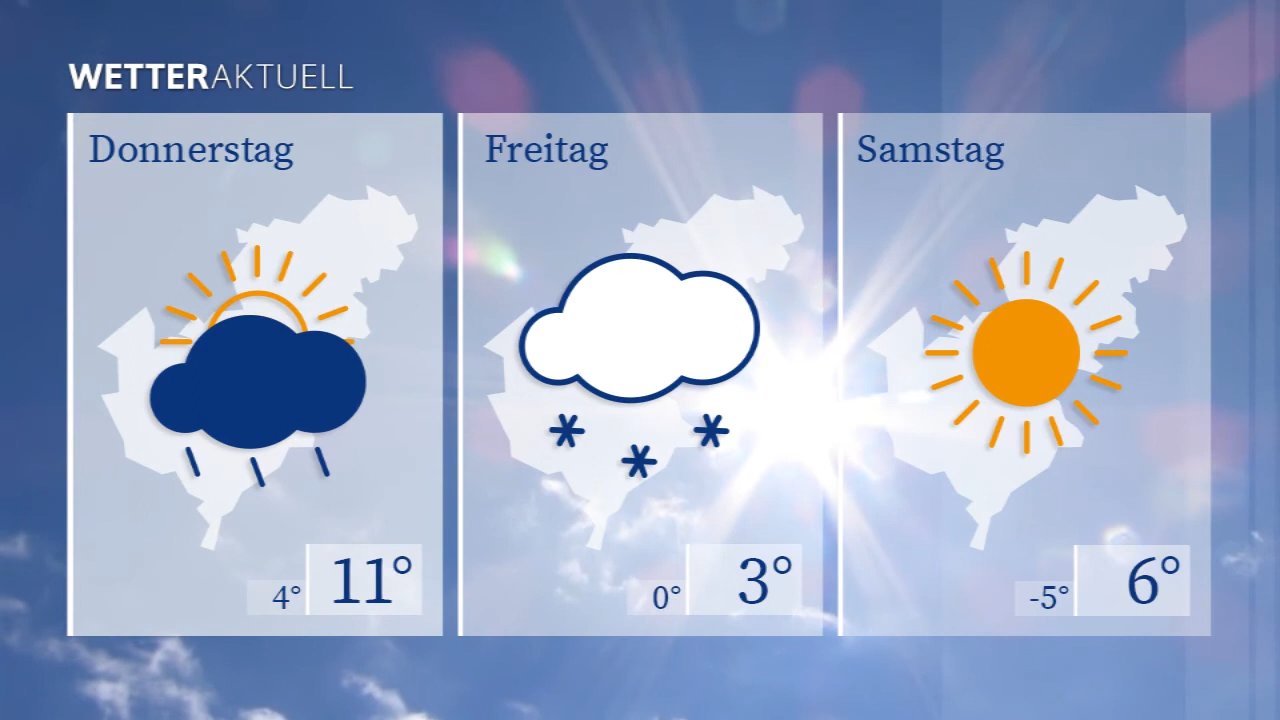 WETTERAKTUELL
Donnerstag
4° 11°
Freitag
0° 3°
Samstag
-5° 6°